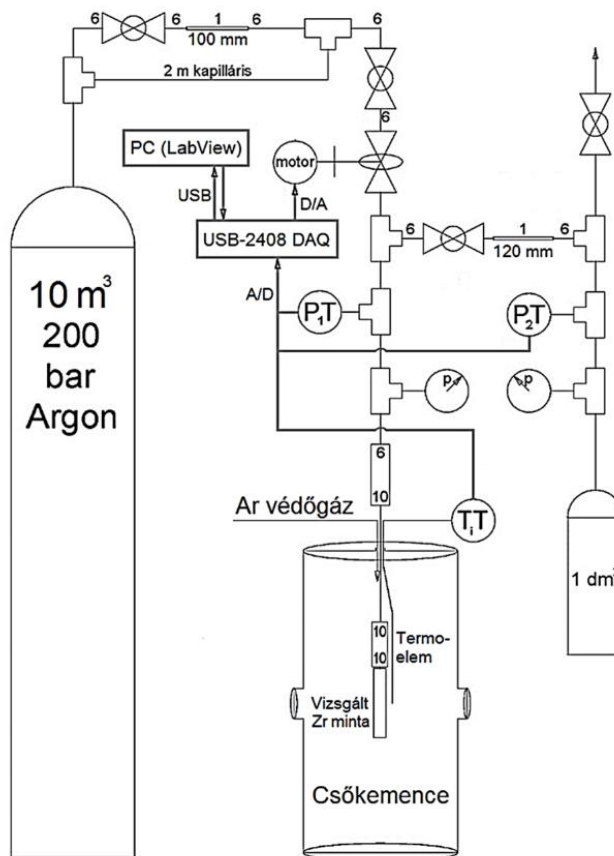 6 6 1 6 6
100 mm
2 m kapilláris
6
PC (LabView)
motor
USB
D/A
USB-2408 DAQ
6 1 6
120 mm
A/D
P₁T
P₂T
10 m³
200
bar
Argon
p
p
6
10
Ar védőgáz
TᵢT
1 dm³
10
10
Termo-
elem
Vizsgált
Zr minta
Csőkemence